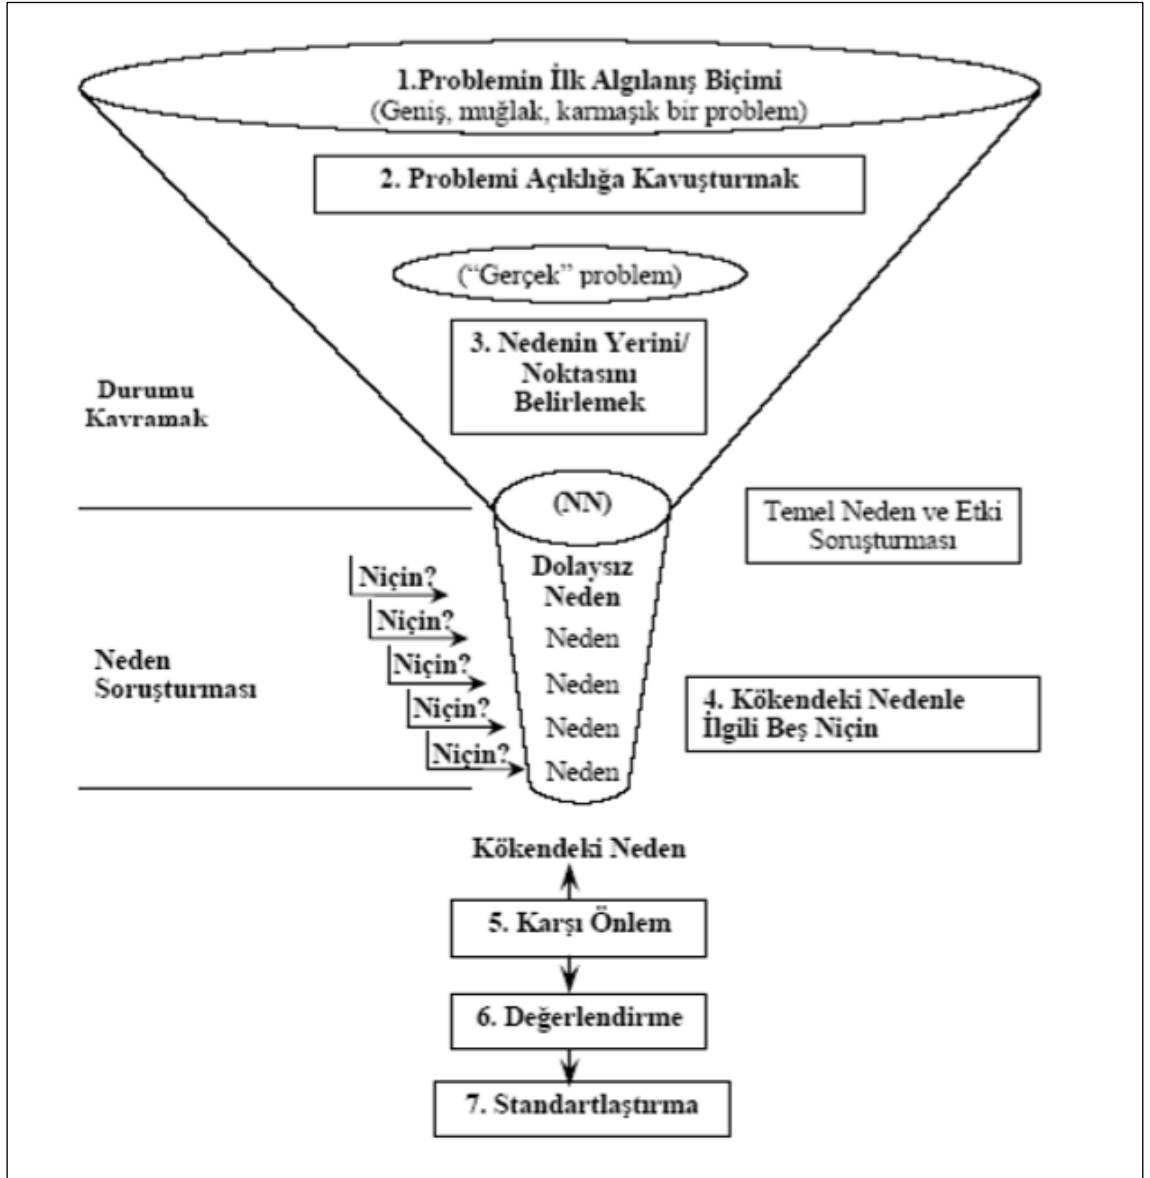 1.Problemin İlk Algılanış Biçimi
(Geniş, muğlak, karmaşık bir problem)
2. Problemi Açıklığa Kavuşturmak
(“Gerçek” problem)
3. Nedenin Yerini/
Noktasını
Belirlemek
Durumu
Kavramak
(NN)
Temel Neden ve Etki
Soruşturması
Dolaysız
Neden
Niçin?
Niçin?
Neden
Niçin?
Neden
Niçin?
Neden
Niçin?
Neden
Neden
Soruşturması
4. Kökendeki Nedenle
İlgili Beş Niçin
Kökendeki Neden
5. Karşı Önlem
6. Değerlendirme
7. Standartlaştırma